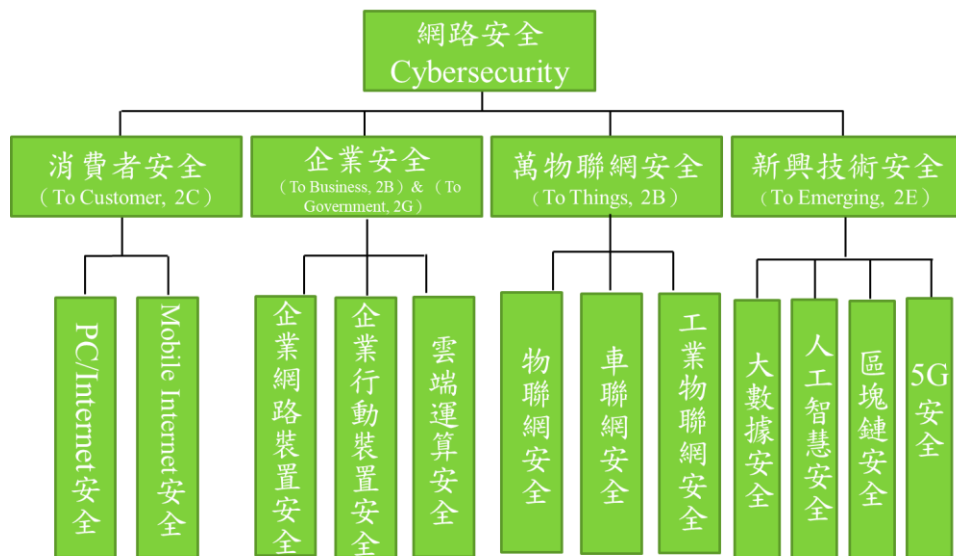 網路安全
Cybersecurity
消費者安全
（To Customer, 2C）
企業安全
（To Business, 2B）&（To
Government, 2G）
萬物聯網安全
（To Things, 2B）
新興技術安全
（To Emerging, 2E）
PC/Internet安全
Mobile Internet安全
企業網路裝置安全
企業行動裝置安全
雲端運算安全
物聯網安全
車聯網安全
工業物聯網安全
大數據安全
人工智慧安全
區塊鏈安全
5G安全